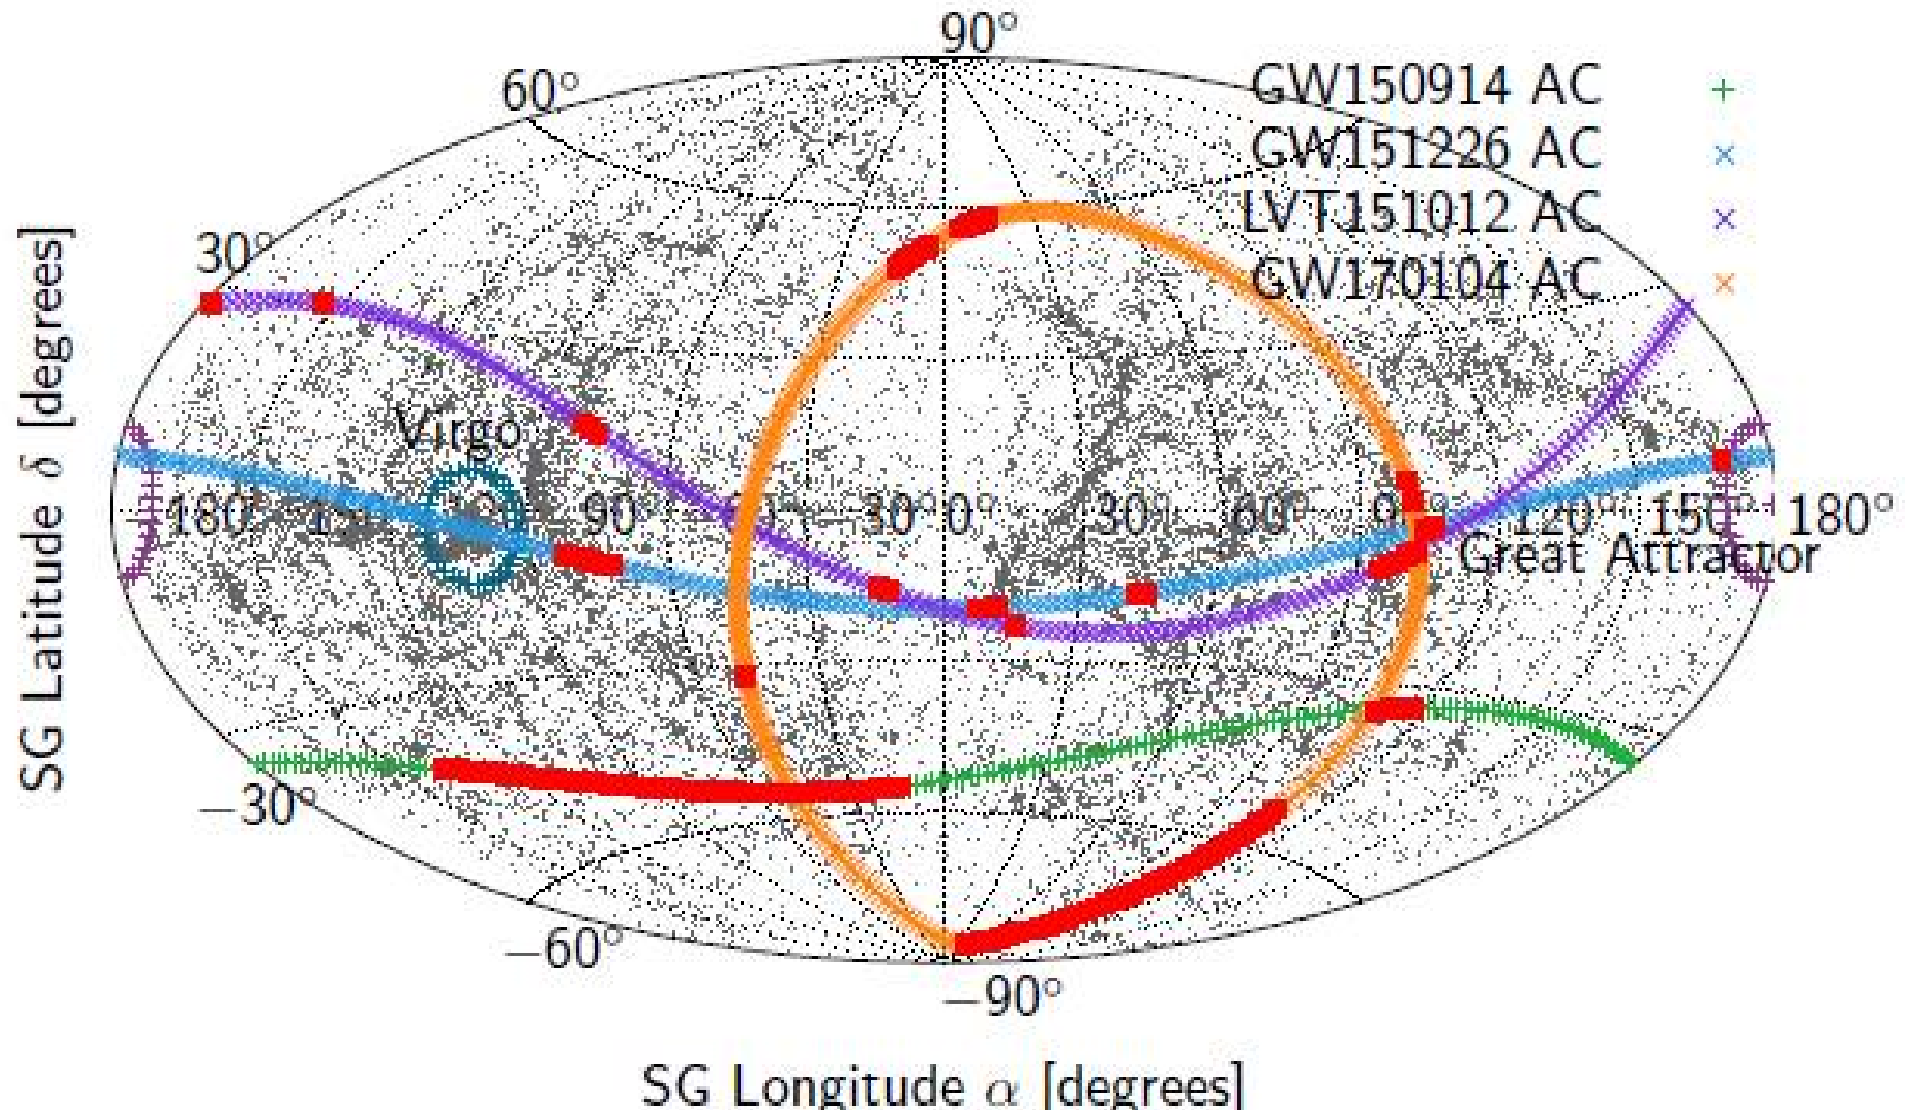 90°
60°
GW150914 AC
GW151226 AC
LVT151012 AC
GW170104 AC
30°
SG Latitude δ [degrees]
Virgo
180° 90° 30° 0° 30° 60° 90° 120° 150° 180°
Great Attractor
−30°
−60°
−90°
SG Longitude α [degrees]